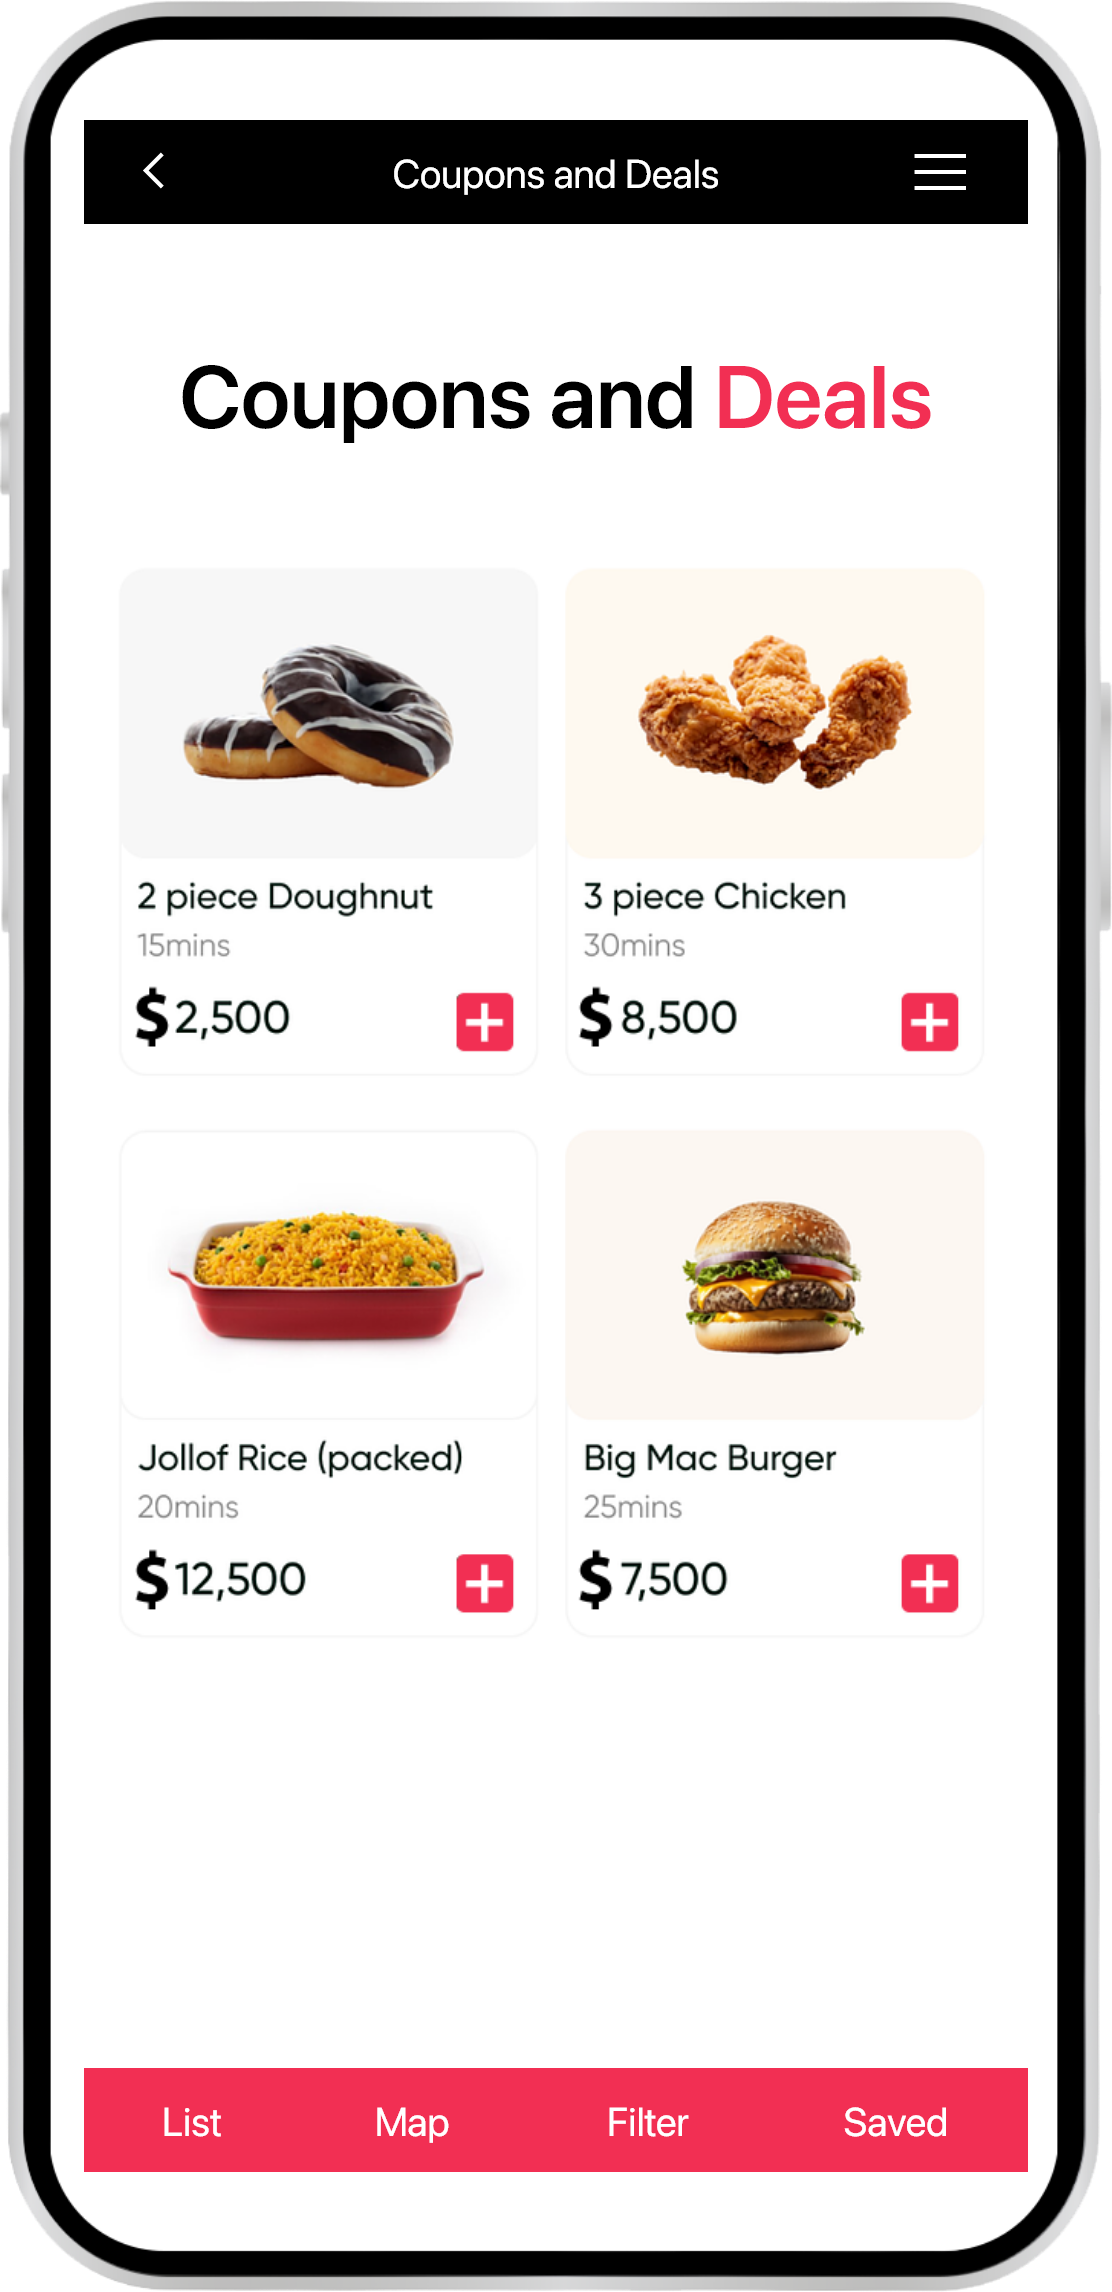 Coupons and Deals
Coupons and Deals
2 piece Doughnut
15mins
$2,500
3 piece Chicken
30mins
$8,500
Jollof Rice (packed)
20mins
$12,500
Big Mac Burger
25mins
$7,500
List Map Filter Saved